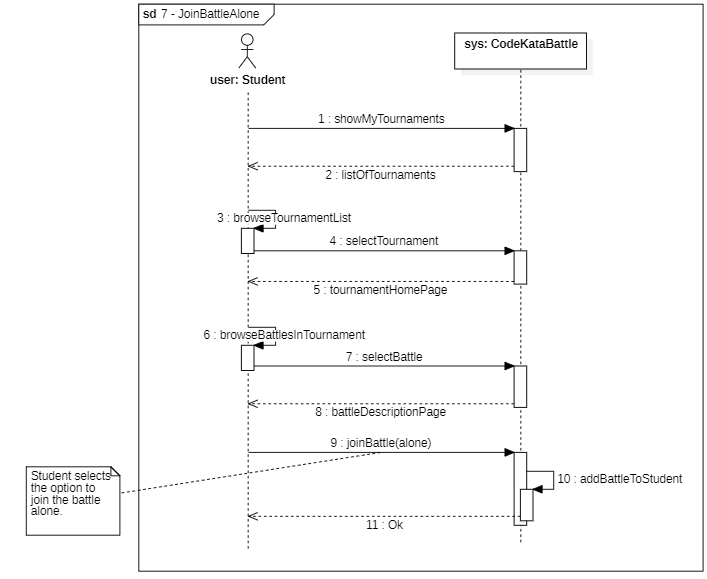 sd 7 - JoinBattleAlone
user: Student
sys: CodeKataBattle
1 : showMyTournaments
2 : listOfTournaments
3 : browseTournamentList
4 : selectTournament
5 : tournamentHomePage
6 : browseBattlesInTournament
7 : selectBattle
8 : battleDescriptionPage
9 : joinBattle(alone)
Student selects
the option to
join the battle
alone.
10 : addBattleToStudent
11 : Ok